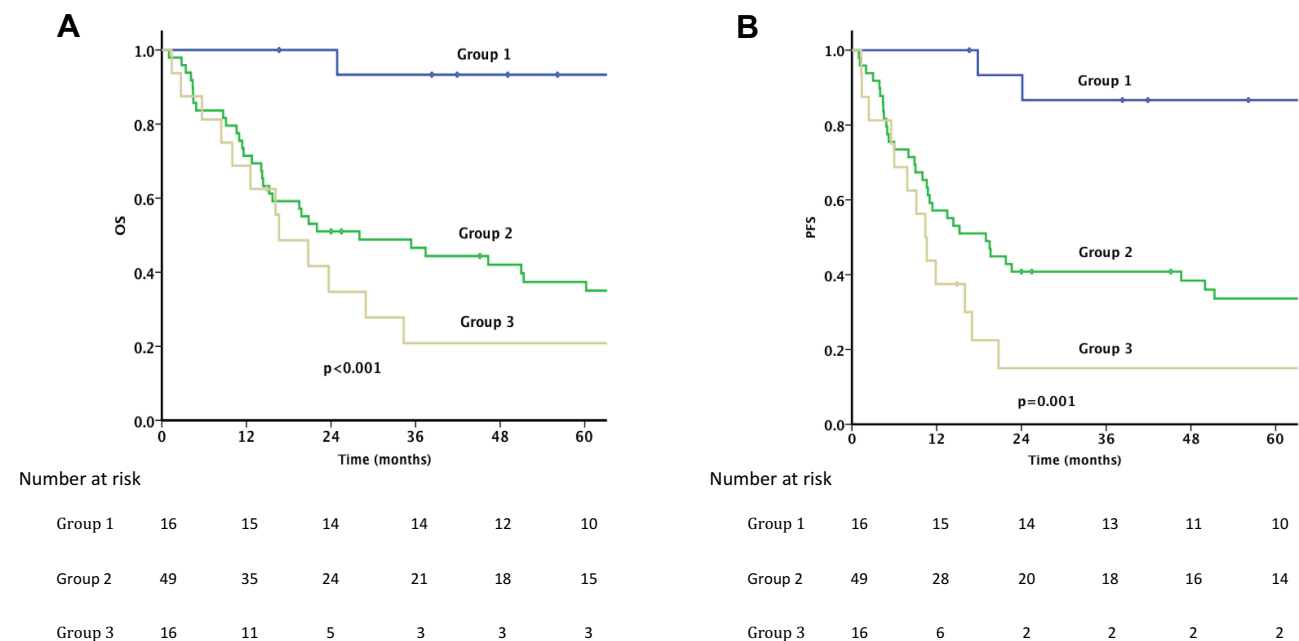 A
OS
1.0
0.8
0.6
0.4
0.2
0.0
Group 1
Group 2
Group 3
p<0.001
0 12 24 36 48 60
Time (months)
Number at risk
Group 1 16 15 14 14 12 10
Group 2 49 35 24 21 18 15
Group 3 16 11 5 3 3 3
B
PFS
1.0
0.8
0.6
0.4
0.2
0.0
Group 1
Group 2
Group 3
p=0.001
0 12 24 36 48 60
Time (months)
Number at risk
Group 1 16 15 14 13 11 10
Group 2 49 28 20 18 16 14
Group 3 16 6 2 2 2 2